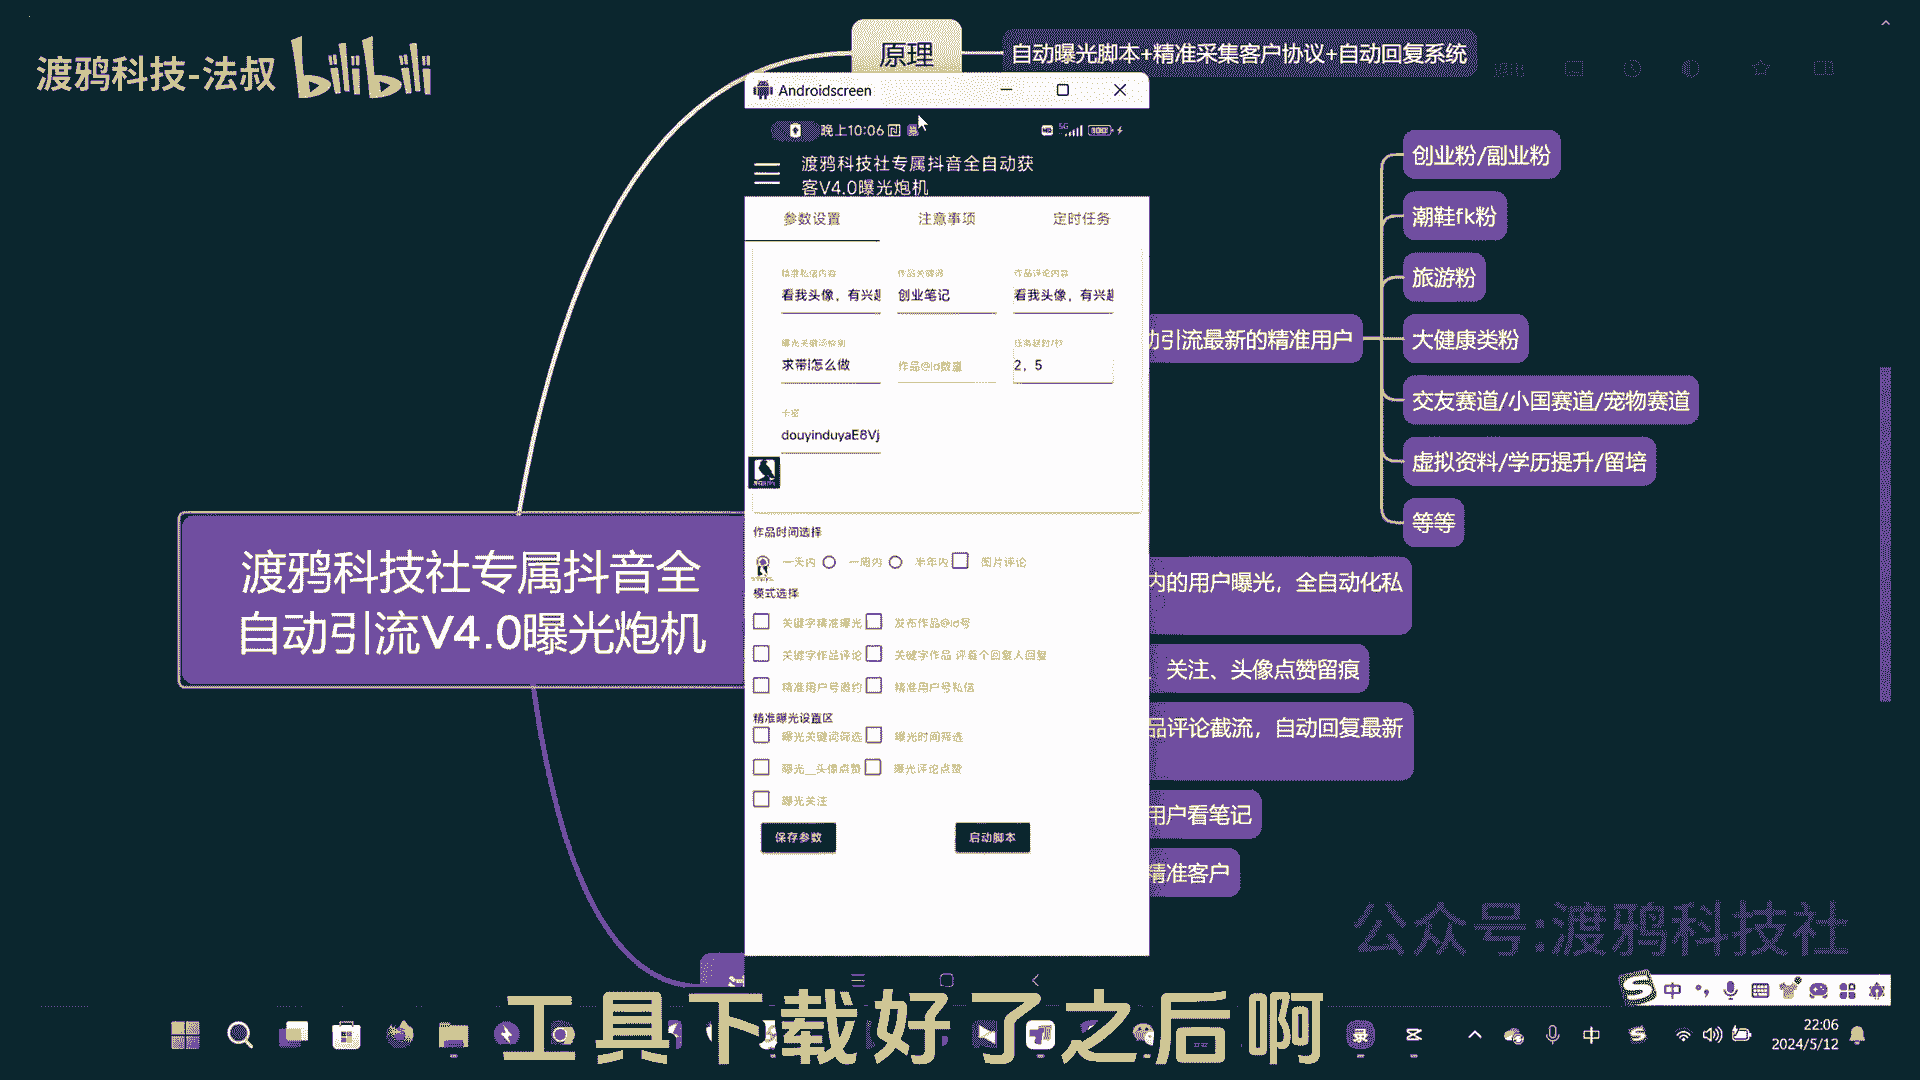 渡鸦科技-法叔 bilibili
原理
自动曝光脚本+精准采集客户协议+自动回复系统
Androidscreen
晚上10:06
渡鸦科技社专属抖音全自动获
客V4.0曝光炮机
参数设置
注意事项
定时任务
精准私信内容
作品关键词
作品评论内容
看我头像，有兴趣
创业笔记
看我头像，有兴趣
求带|怎么做
作品@id数量
2，5
卡密
douyinduyaE8Vj
作品时间选择
一天内
一周内
半年内
图片评论
模式选择
关键字精准曝光
发布作品@id号
关键字作品评论
关键字作品 评每个回复人回复
精准用户号邀约
精准用户号私信
精准曝光设置区
曝光关键词筛选
曝光时间筛选
曝光__头像点赞
曝光评论点赞
曝光关注
保存参数
启动脚本
渡鸦科技社专属抖音全
自动引流V4.0曝光炮机
动引流最新的精准用户
创业粉/副业粉
潮鞋fk粉
旅游粉
大健康类粉
交友赛道/小国赛道/宠物赛道
虚拟资料/学历提升/留培
等等
内的用户曝光，全自动化私
关注、头像点赞留痕
品评论截流，自动回复最新
用户看笔记
精准客户
公众号:渡鸦科技社
中
工具下载好了之后啊
中
22:06
2024/5/12